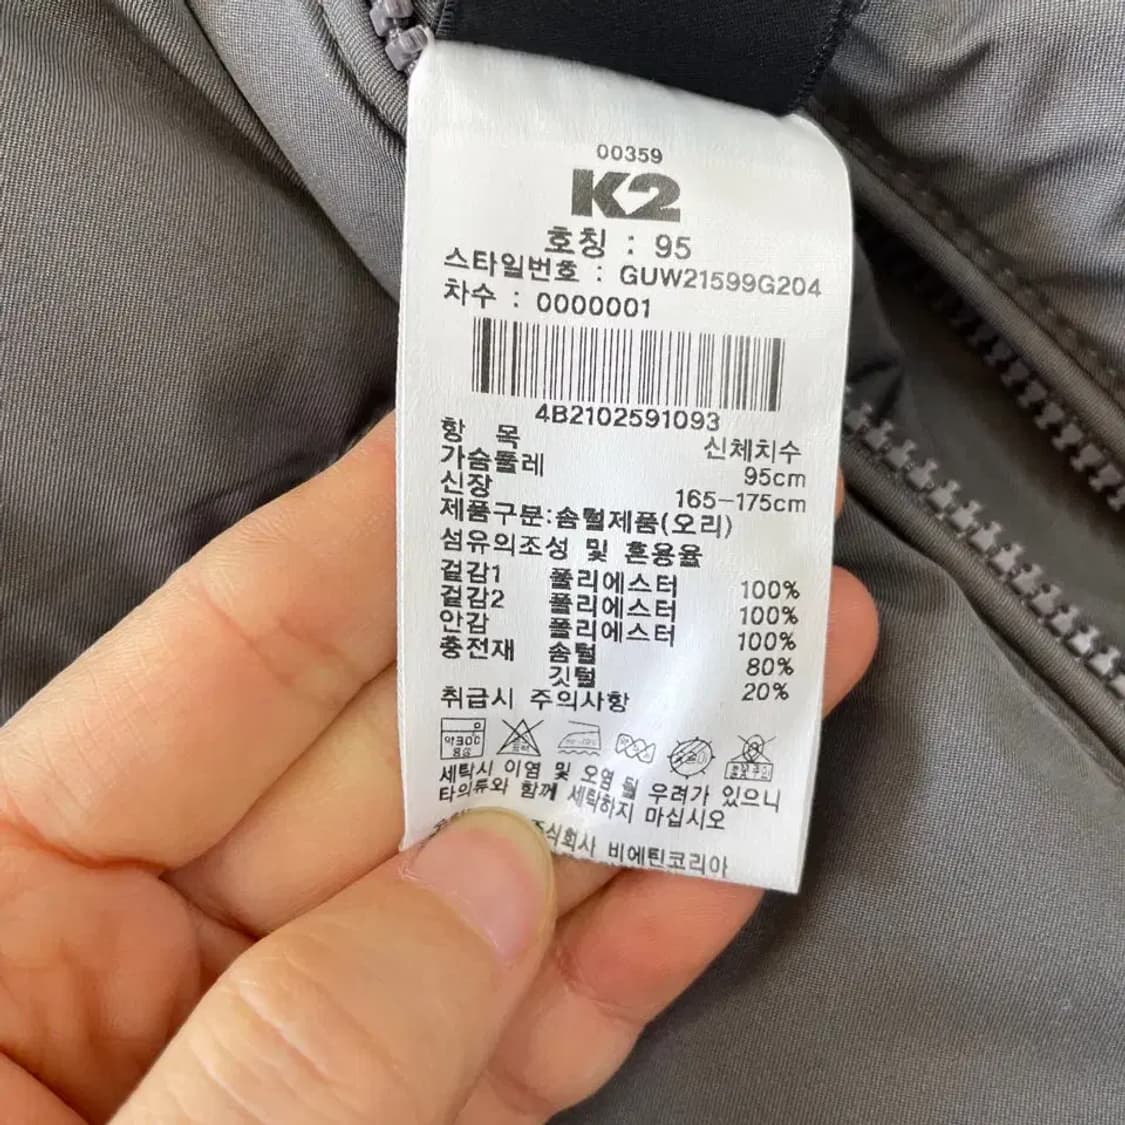 00359
K2
호칭 : 95
스타일번호 : GUW21599G204
차수 : 0000001
4B2102591093
항 목 신체치수
가슴둘레 95cm
신장 165-175cm
제품구분:솜털제품(오리)
섬유의조성 및 혼용율
겉감1 폴리에스터 100%
겉감2 폴리에스터 100%
안감 폴리에스터 100%
충전재 솜털 80%
깃털 20%
취급시 주의사항
약30℃
중성
세탁시 이염 및 오염 될 우려가 있으니
타의류와 함께 세탁하지 마십시오
주식회사 비에틴코리아